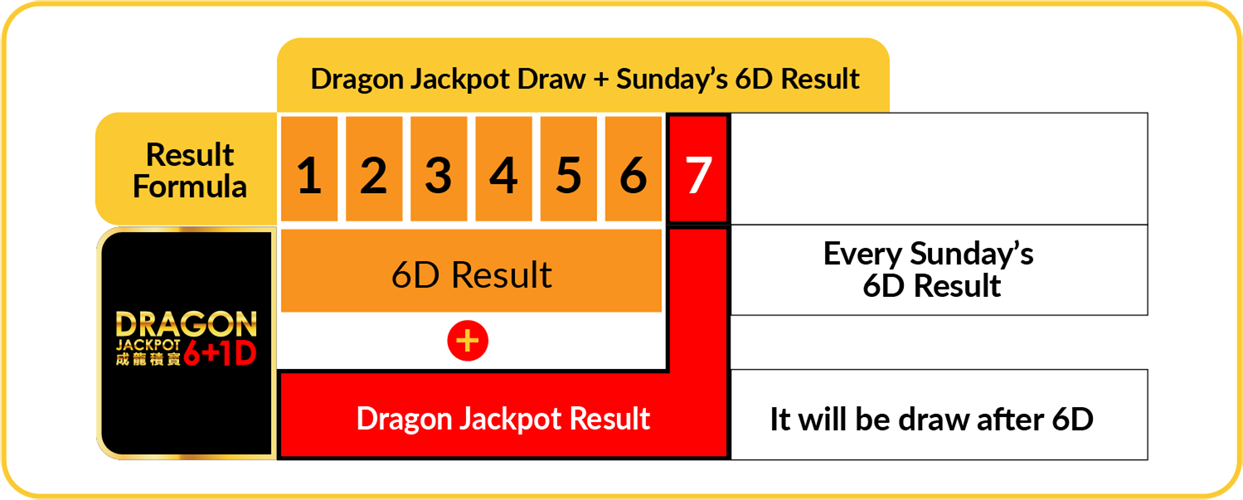 Dragon Jackpot Draw + Sunday’s 6D Result
Result
Formula
1 2 3 4 5 6 7
6D Result
Every Sunday’s
6D Result
DRAGON
JACKPOT
成龍積寶
6+1D
+
Dragon Jackpot Result
It will be draw after 6D